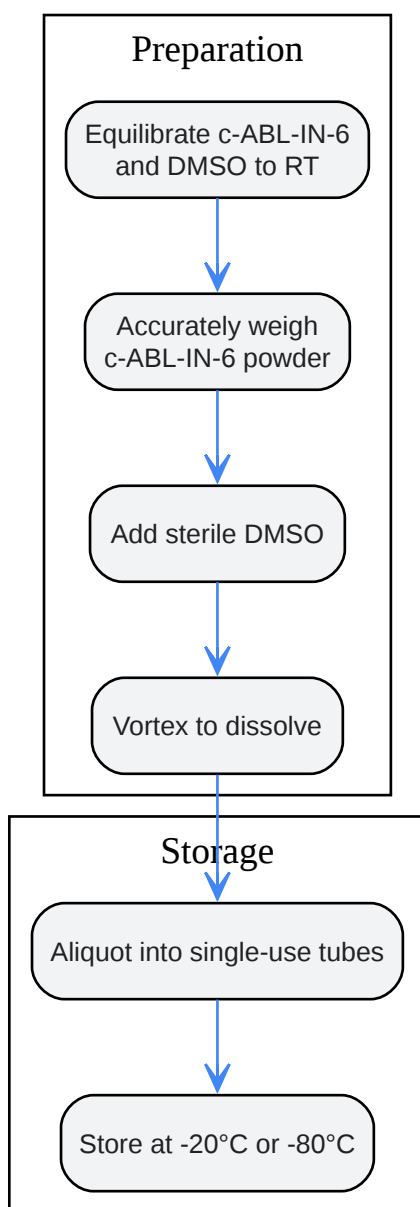 Preparation
Equilibrate c-ABL-IN-6
and DMSO to RT
Accurately weigh
c-ABL-IN-6 powder
Add sterile DMSO
Vortex to dissolve
Storage
Aliquot into single-use tubes
Store at -20°C or -80°C